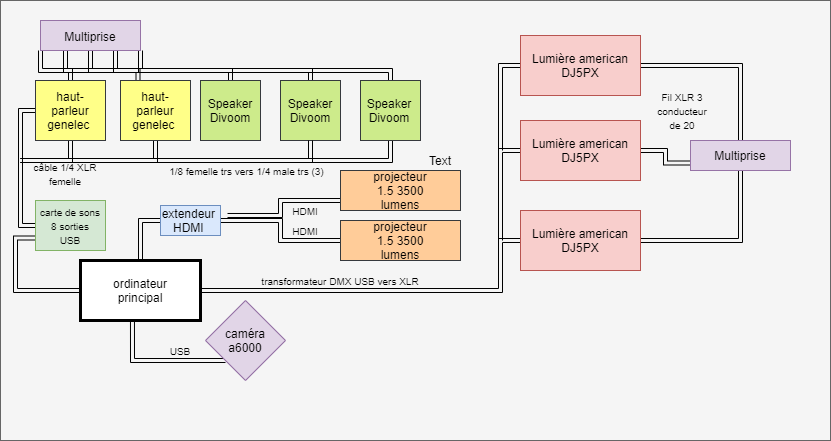 Multiprise
haut-
parleur
genelec
haut-
parleur
genelec
Speaker
Divoom
Speaker
Divoom
Speaker
Divoom
câble 1/4 XLR
femelle
1/8 femelle trs vers 1/4 male trs (3)
Text
carte de sons
8 sorties
USB
extendeur
HDMI
HDMI
HDMI
projecteur
1.5 3500
lumens
projecteur
1.5 3500
lumens
ordinateur
principal
transformateur DMX USB vers XLR
USB
caméra
a6000
Lumière american
DJ5PX
Lumière american
DJ5PX
Lumière american
DJ5PX
Fil XLR 3
conducteur
de 20
Multiprise